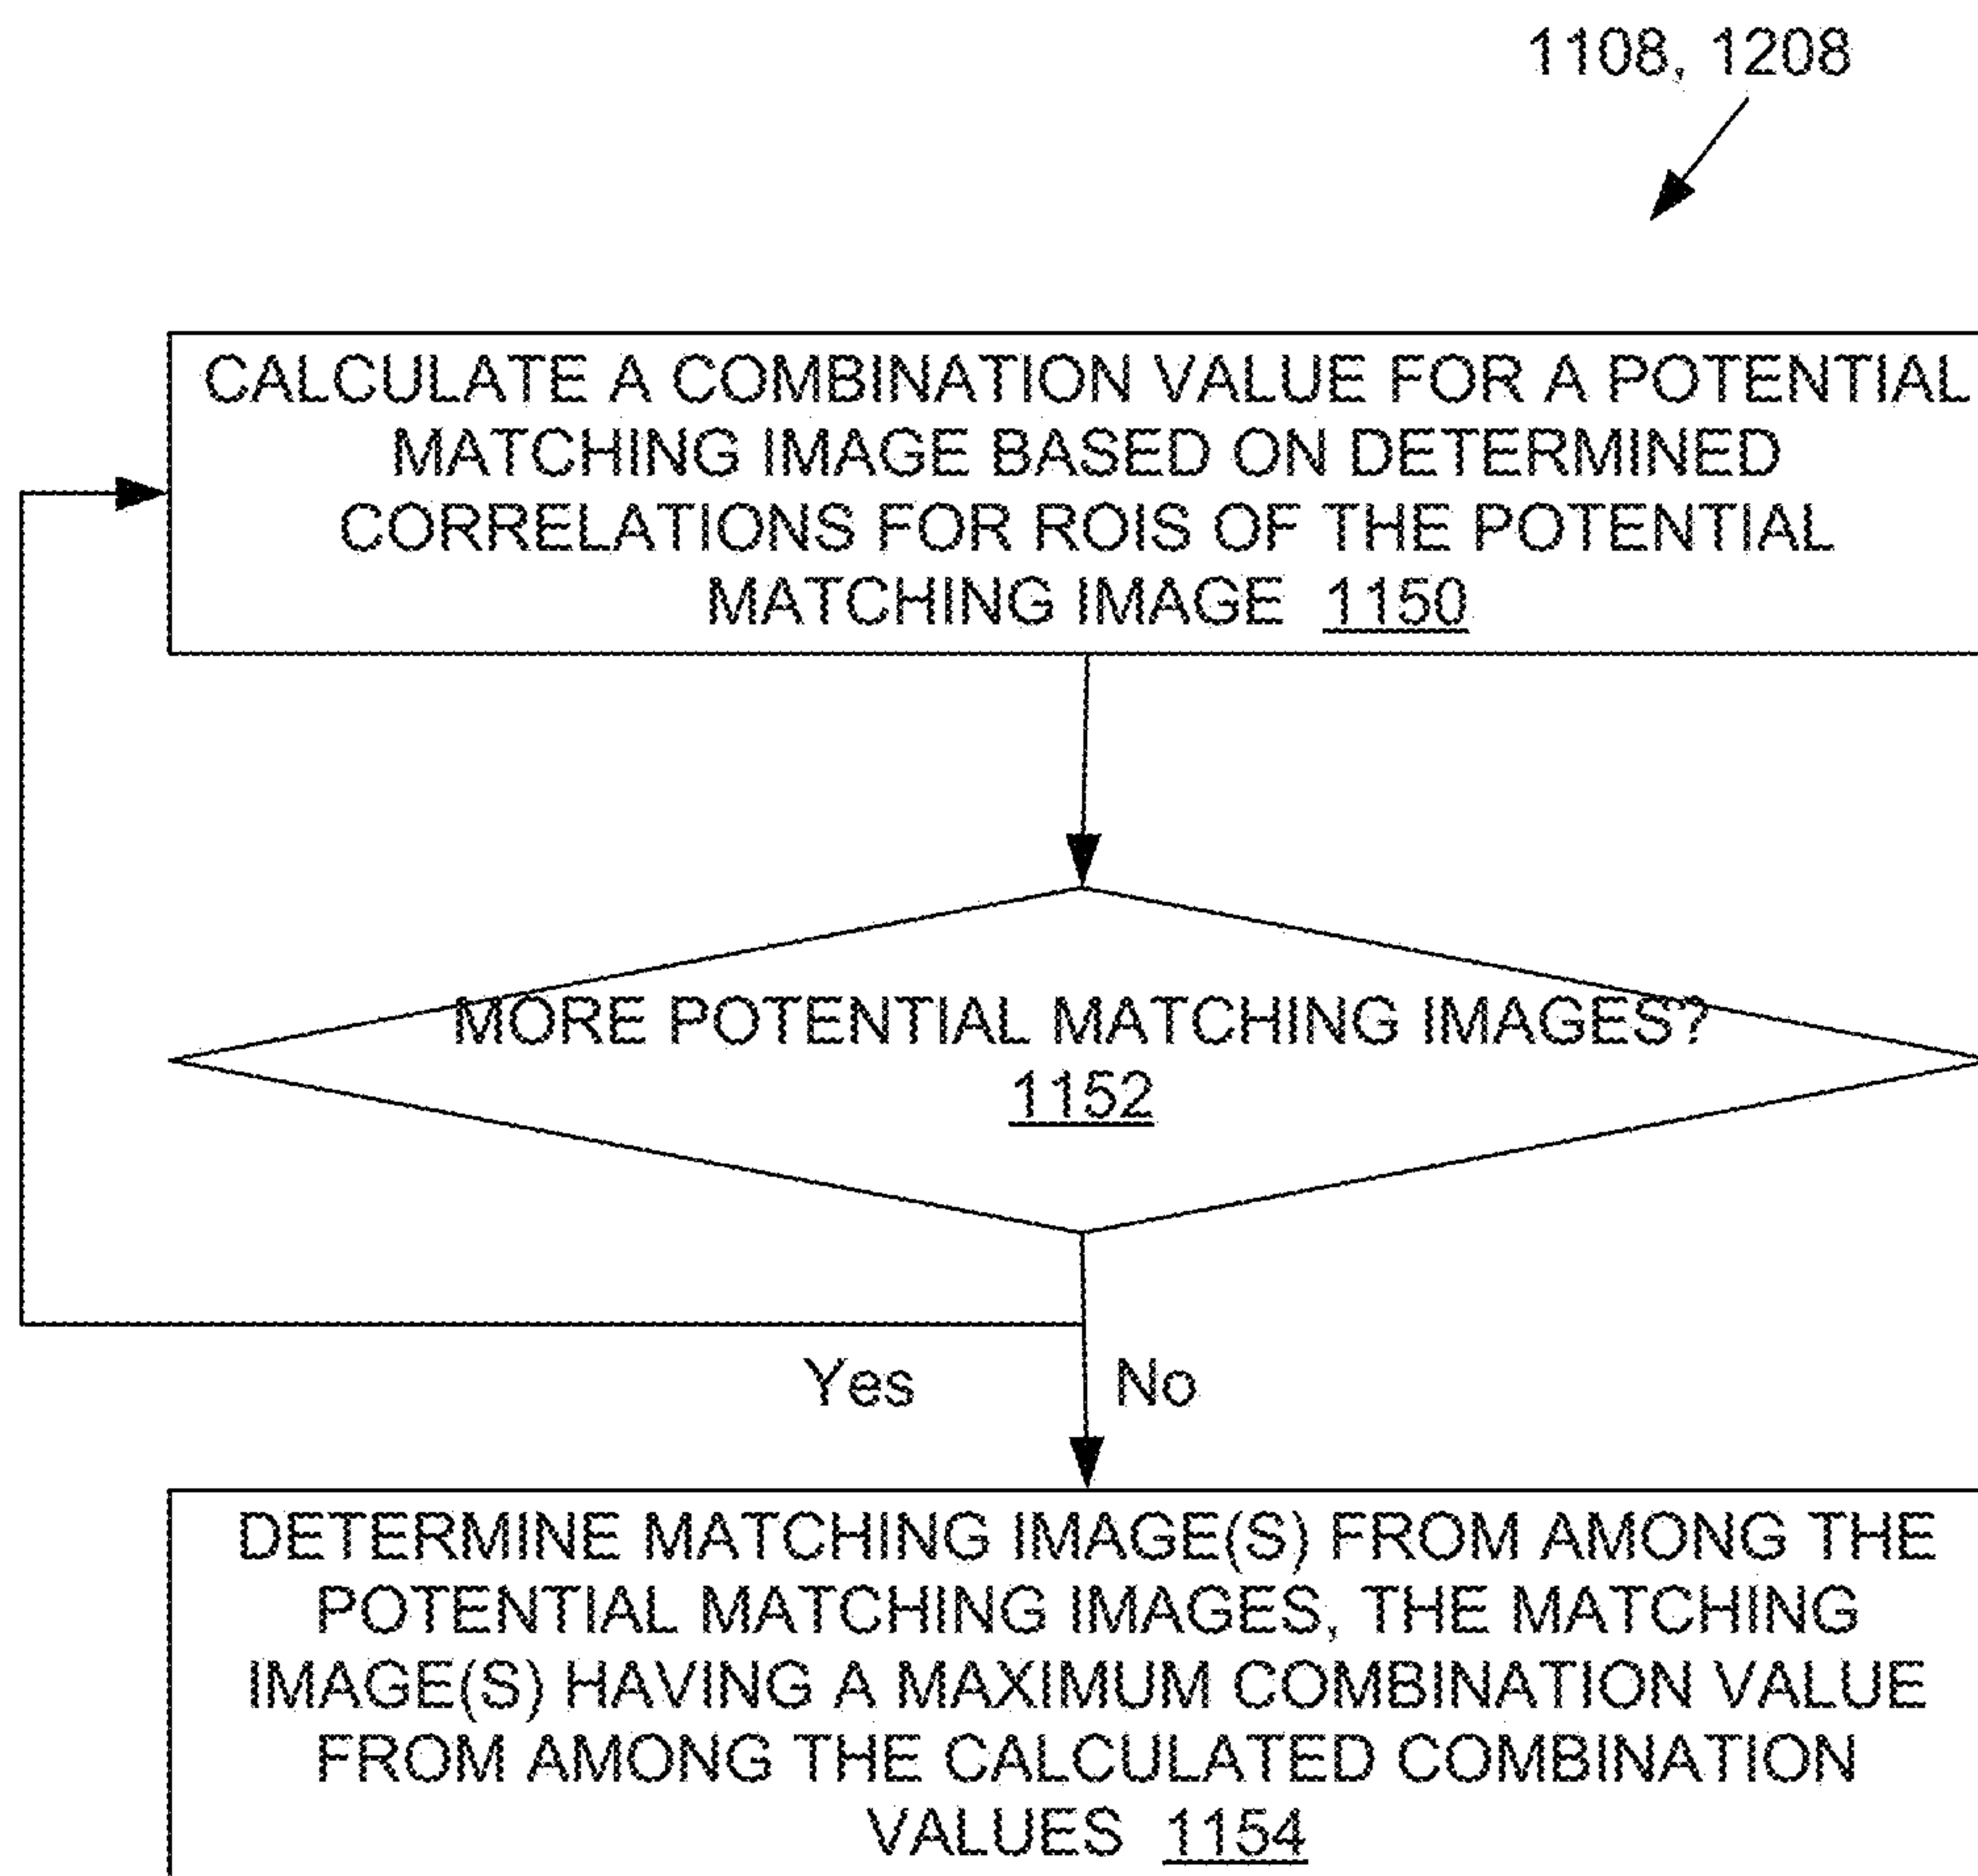 1108, 1208
CALCULATE A COMBINATION VALUE FOR A POTENTIAL
MATCHING IMAGE BASED ON DETERMINED
CORRELATIONS FOR ROIS OF THE POTENTIAL
MATCHING IMAGE 1150
MORE POTENTIAL MATCHING IMAGES?
1152
Yes No
DETERMINE MATCHING IMAGE(S) FROM AMONG THE
POTENTIAL MATCHING IMAGES, THE MATCHING
IMAGE(S) HAVING A MAXIMUM COMBINATION VALUE
FROM AMONG THE CALCULATED COMBINATION
VALUES 1154